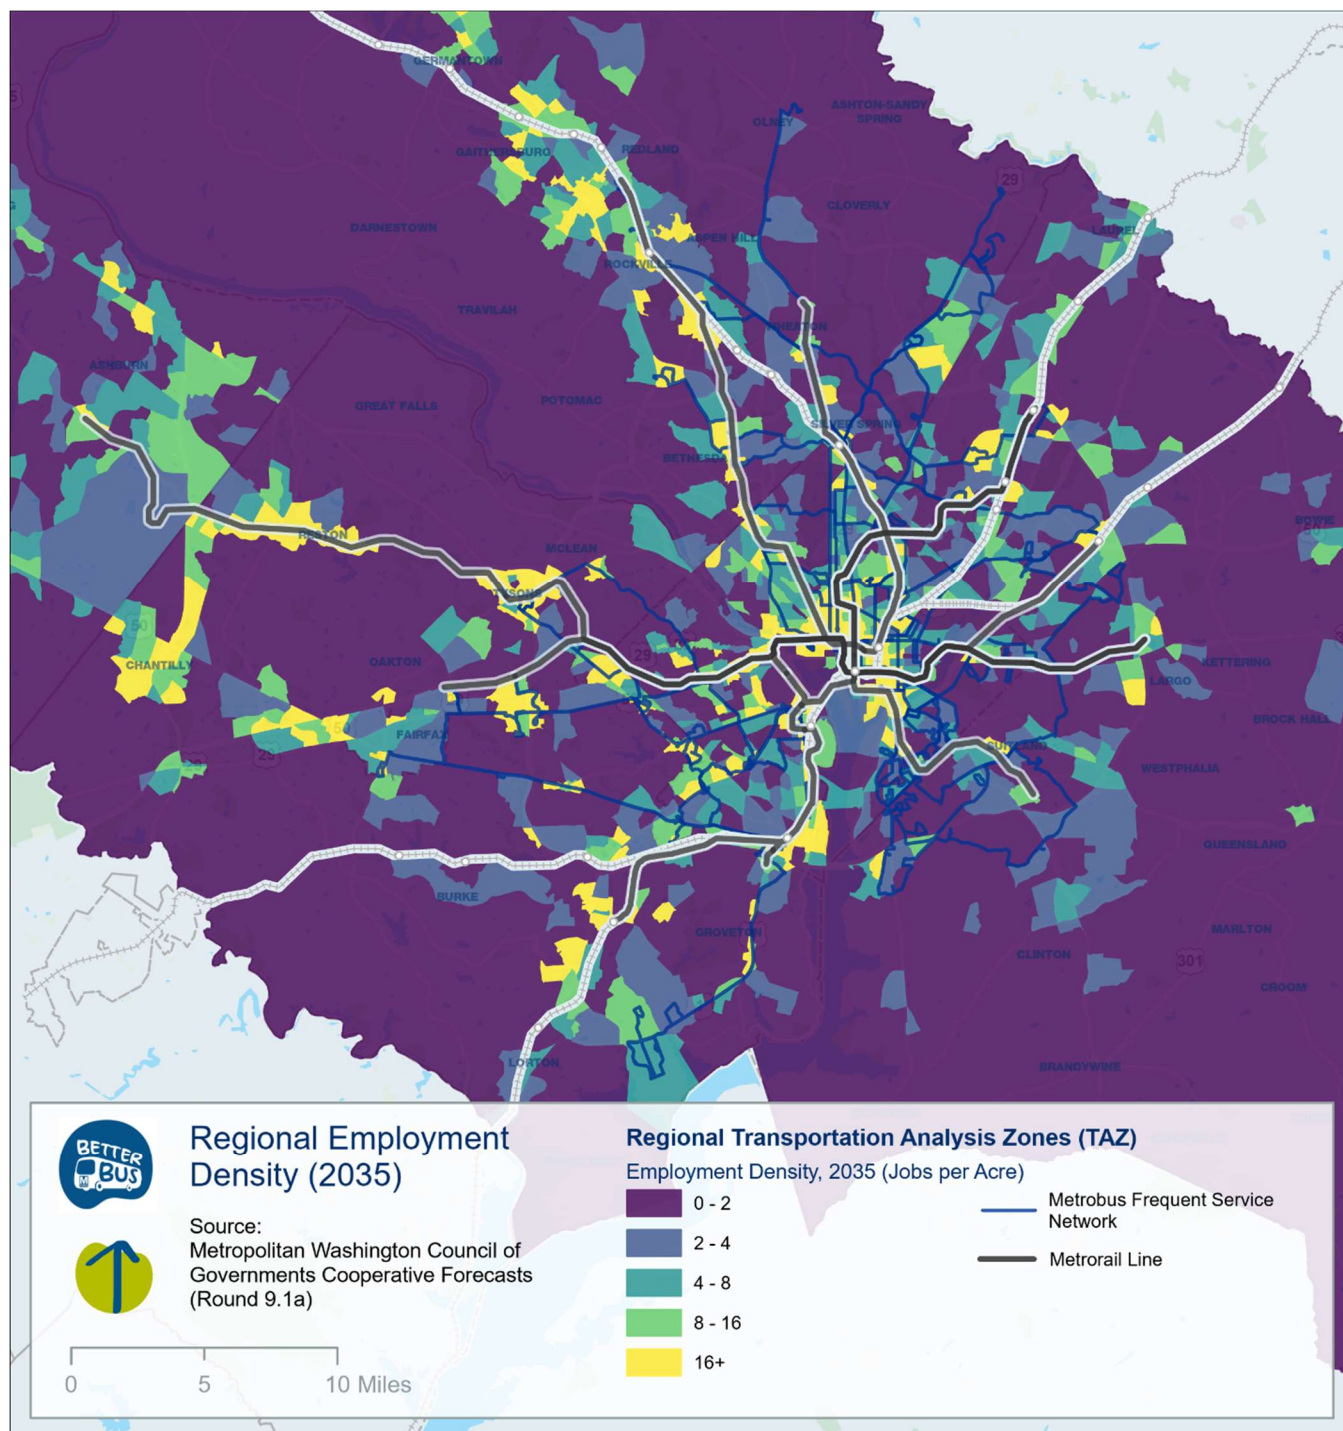 GERMANTOWN
ASHTON-SANDY
SPRING
OLNEY
GAITHERSBURG
REDLAND
29
CLOVERLY
DARNESTOWN
ASPEN HILL
LAUREL
ROCKVILLE
TRAVILAH
WHEATON
ASHBURN
GREAT FALLS
POTOMAC
SILVER SPRING
BETHESDA
BOWIE
50
RESTON
MCLEAN
TYSONS
50
29
CHANTILLY
OAKTON
KETTERING
LARGO
BROCK HALL
50
FAIRFAX
29
29
SUITLAND
WESTPHALIA
QUEENSLAND
BURKE
GROVETON
MARLTON
CLINTON
301
CROOM
LORTON
BRANDYWINE
BETTER
BUS
M
Regional Employment
Density (2035)
Source:
Metropolitan Washington Council of
Governments Cooperative Forecasts
(Round 9.1a)
0 5 10 Miles
Regional Transportation Analysis Zones (TAZ)
Employment Density, 2035 (Jobs per Acre)
0 - 2
2 - 4
4 - 8
8 - 16
16+
Metrobus Frequent Service
Network
Metrorail Line